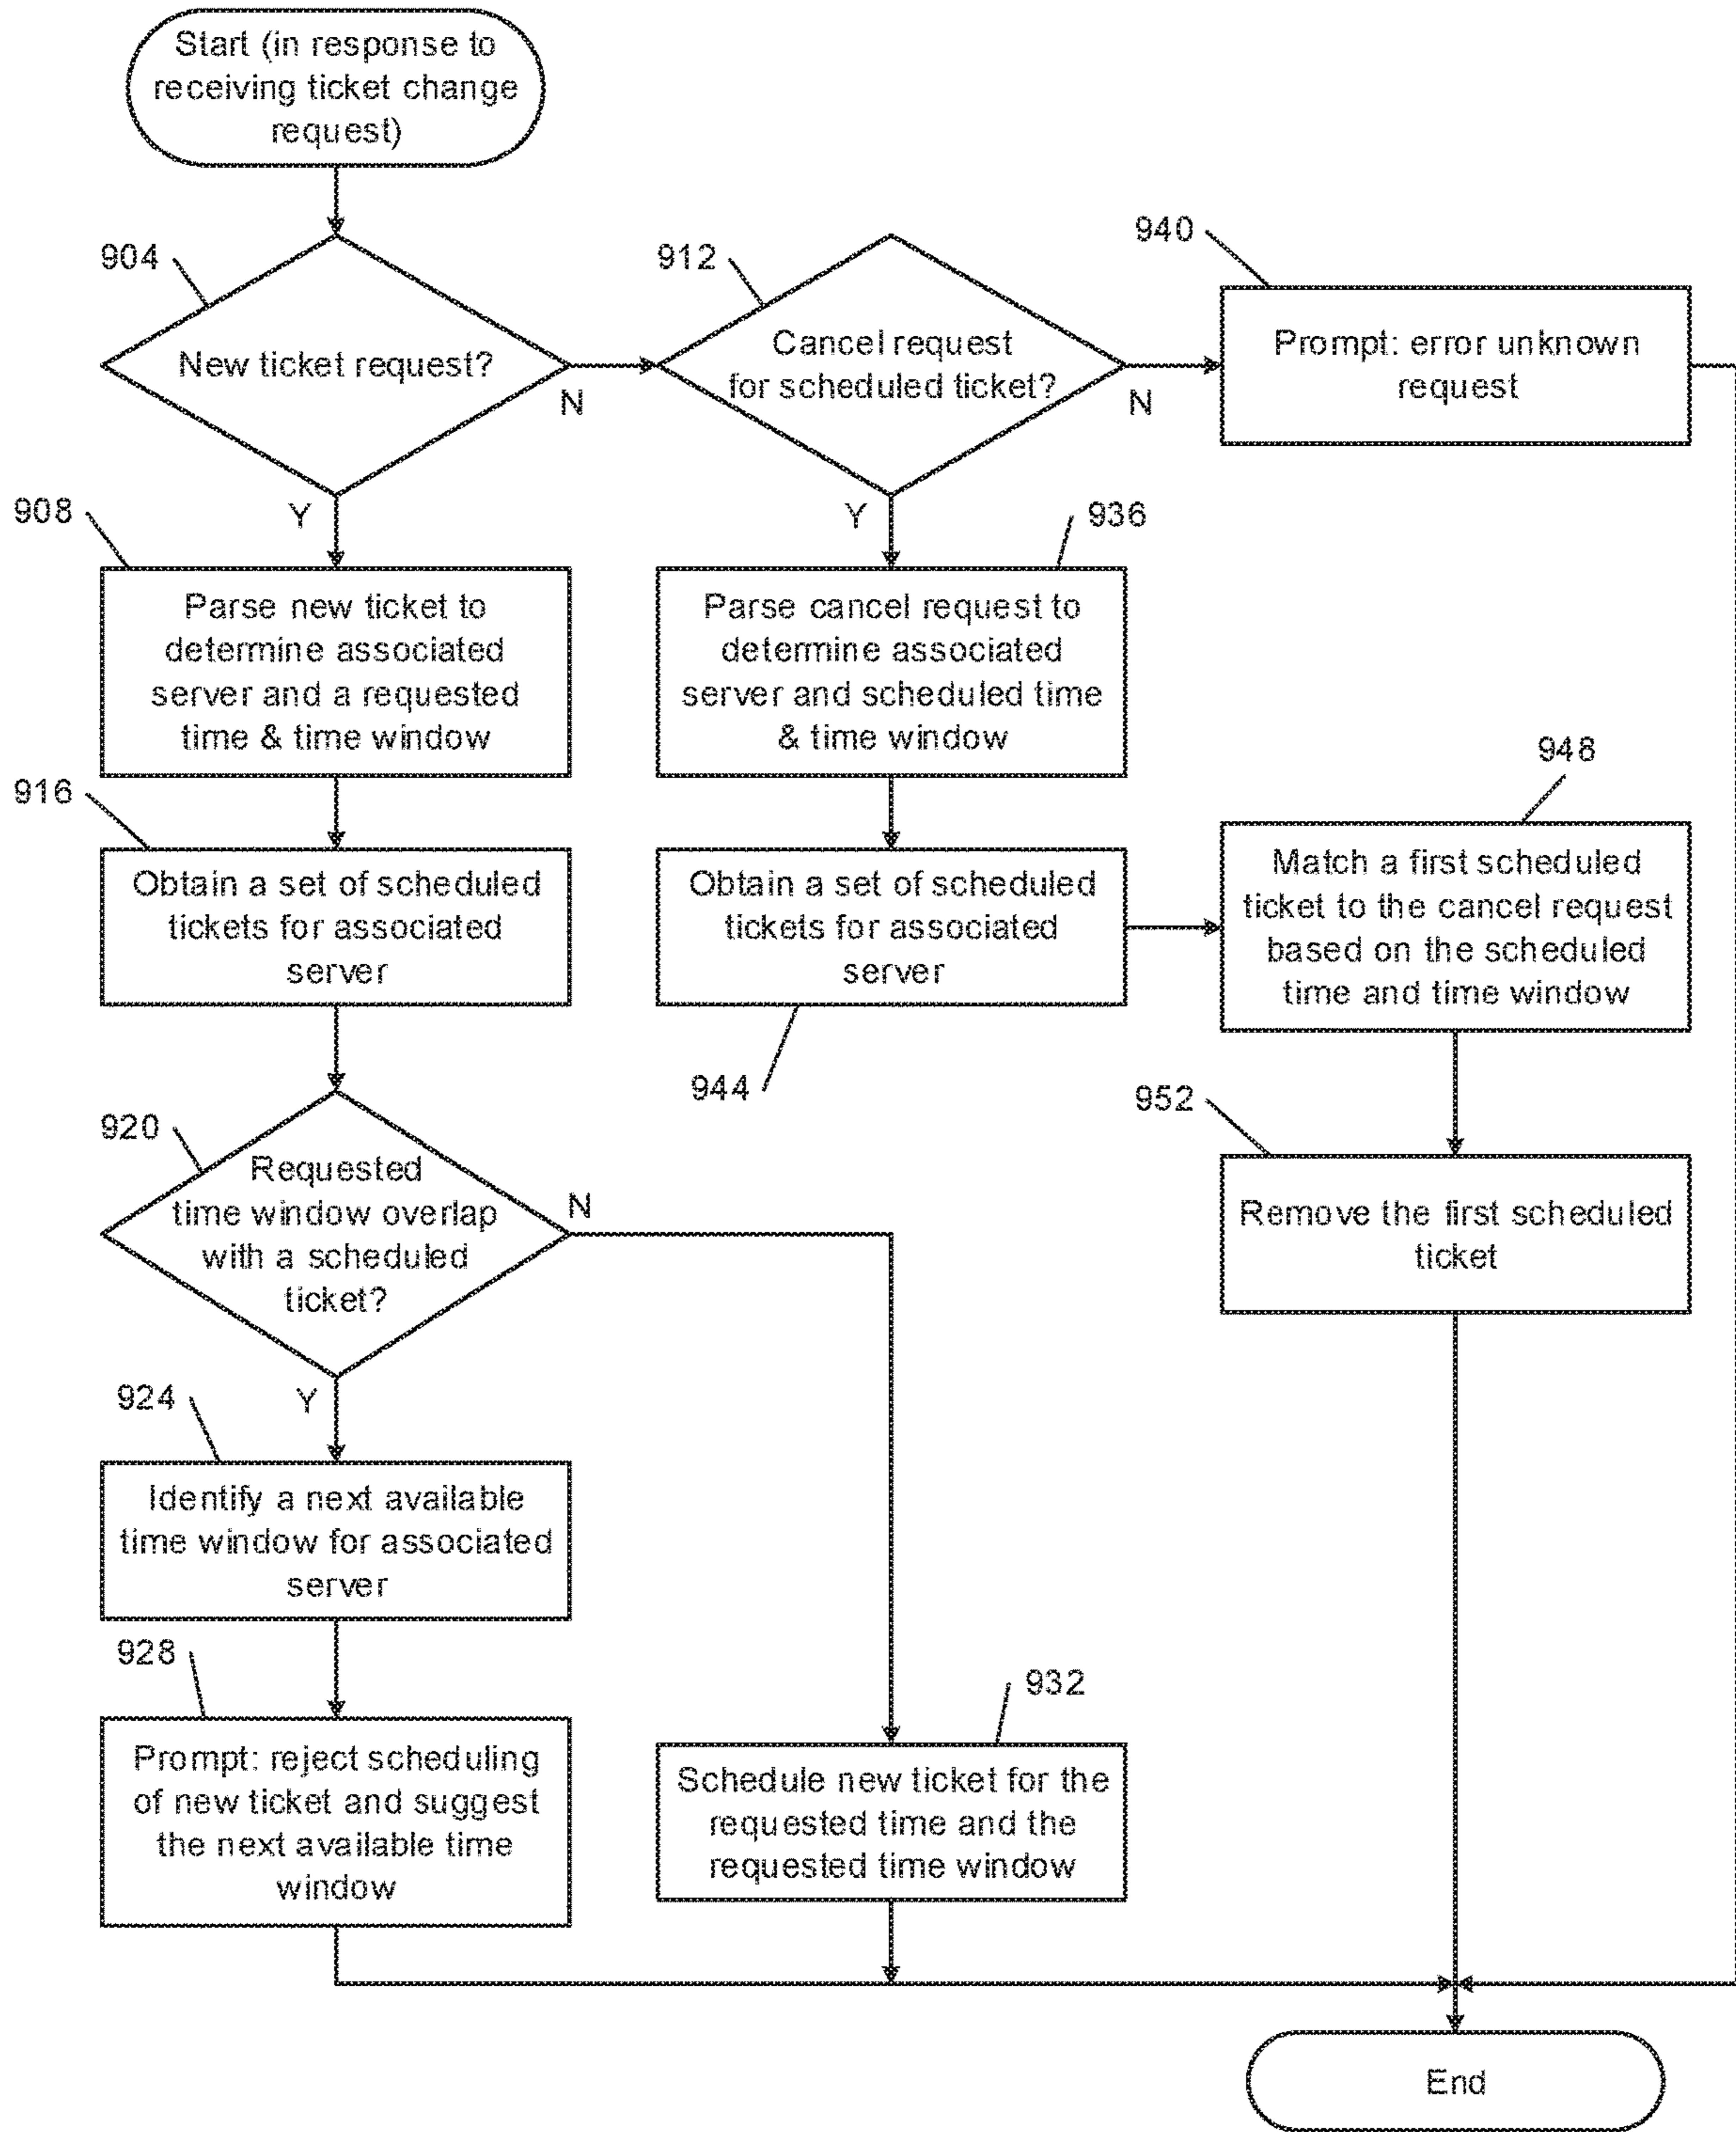 Start (in response to
receiving ticket change
request)
904
New ticket request?
N
Y
912
Cancel request
for scheduled ticket?
N
Y
940
Prompt: error unknown
request
908
Parse new ticket to
determine associated
server and a requested
time & time window
936
Parse cancel request to
determine associated
server and scheduled time
& time window
916
Obtain a set of scheduled
tickets for associated
server
944
Obtain a set of scheduled
tickets for associated
server
948
Match a first scheduled
ticket to the cancel request
based on the scheduled
time and time window
952
Remove the first scheduled
ticket
920
Requested
time window overlap
with a scheduled
ticket?
N
Y
924
Identify a next available
time window for associated
server
928
Prompt: reject scheduling
of new ticket and suggest
the next available time
window
932
Schedule new ticket for the
requested time and the
requested time window
End